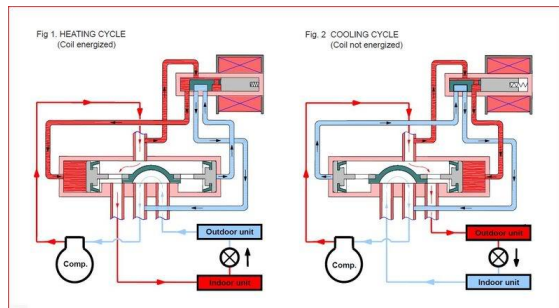 Fig 1. HEATING CYCLE
(Coil energized)
Fig. 2 COOLING CYCLE
(Coil not energized)
Outdoor unit
Comp.
Indoor unit
Outdoor unit
Comp.
Indoor unit